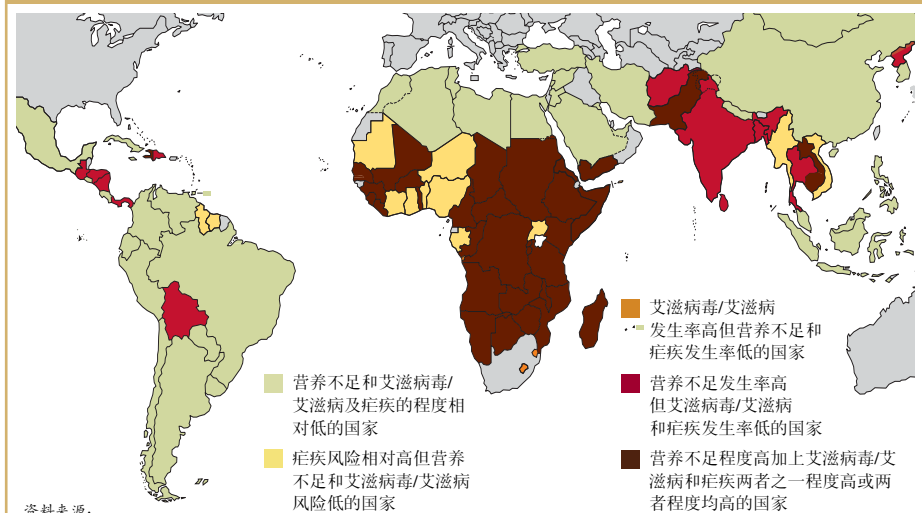 艾滋病毒/艾滋病
发生率高但营养不足和
疟疾发生率低的国家
营养不足和艾滋病毒/
艾滋病及疟疾的程度相
对低的国家
营养不足发生率高
但艾滋病毒/艾滋病
和疟疾发生率低的国家
疟疾风险相对高但营养
不足和艾滋病毒/艾滋病
风险低的国家
营养不足程度高加上艾滋病毒/艾
滋病和疟疾两者之一程度高或两
者程度均高的国家
资料来源: